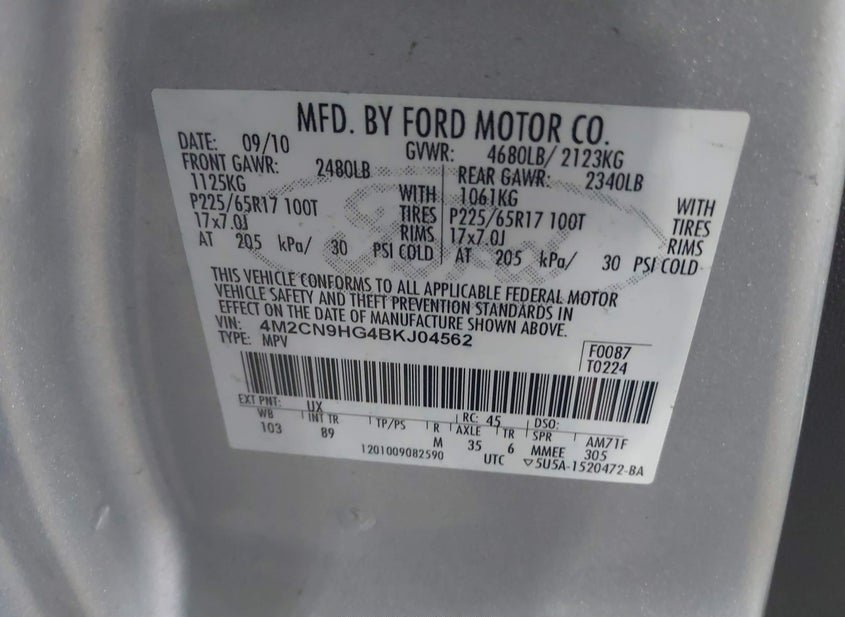 MFD. BY FORD MOTOR CO.
DATE: 09/10 GVWR: 4680LB/ 2123KG
FRONT GAWR: 2480LB REAR GAWR: 2340LB
1125KG WITH 1061KG WITH
P225/65R17 100T TIRES P225/65R17 100T TIRES
17x7.0J RIMS 17x7.0J RIMS
AT 205 kPa/ 30 PSI COLD AT 205 kPa/ 30 PSI COLD
THIS VEHICLE CONFORMS TO ALL APPLICABLE FEDERAL MOTOR
VEHICLE SAFETY AND THEFT PREVENTION STANDARDS IN
EFFECT ON THE DATE OF MANUFACTURE SHOWN ABOVE.
VIN: 4M2CN9HG4BKJ04562
TYPE: MPV
F0087
T0224
EXT PNT: UX RC: 45 DSO:
WB INT TR TP/PS R AXLE TR SPR AM71F
103 89 M 35 6 MMEE 305
1201009082590 UTC ▽5U5A-1520472-BA